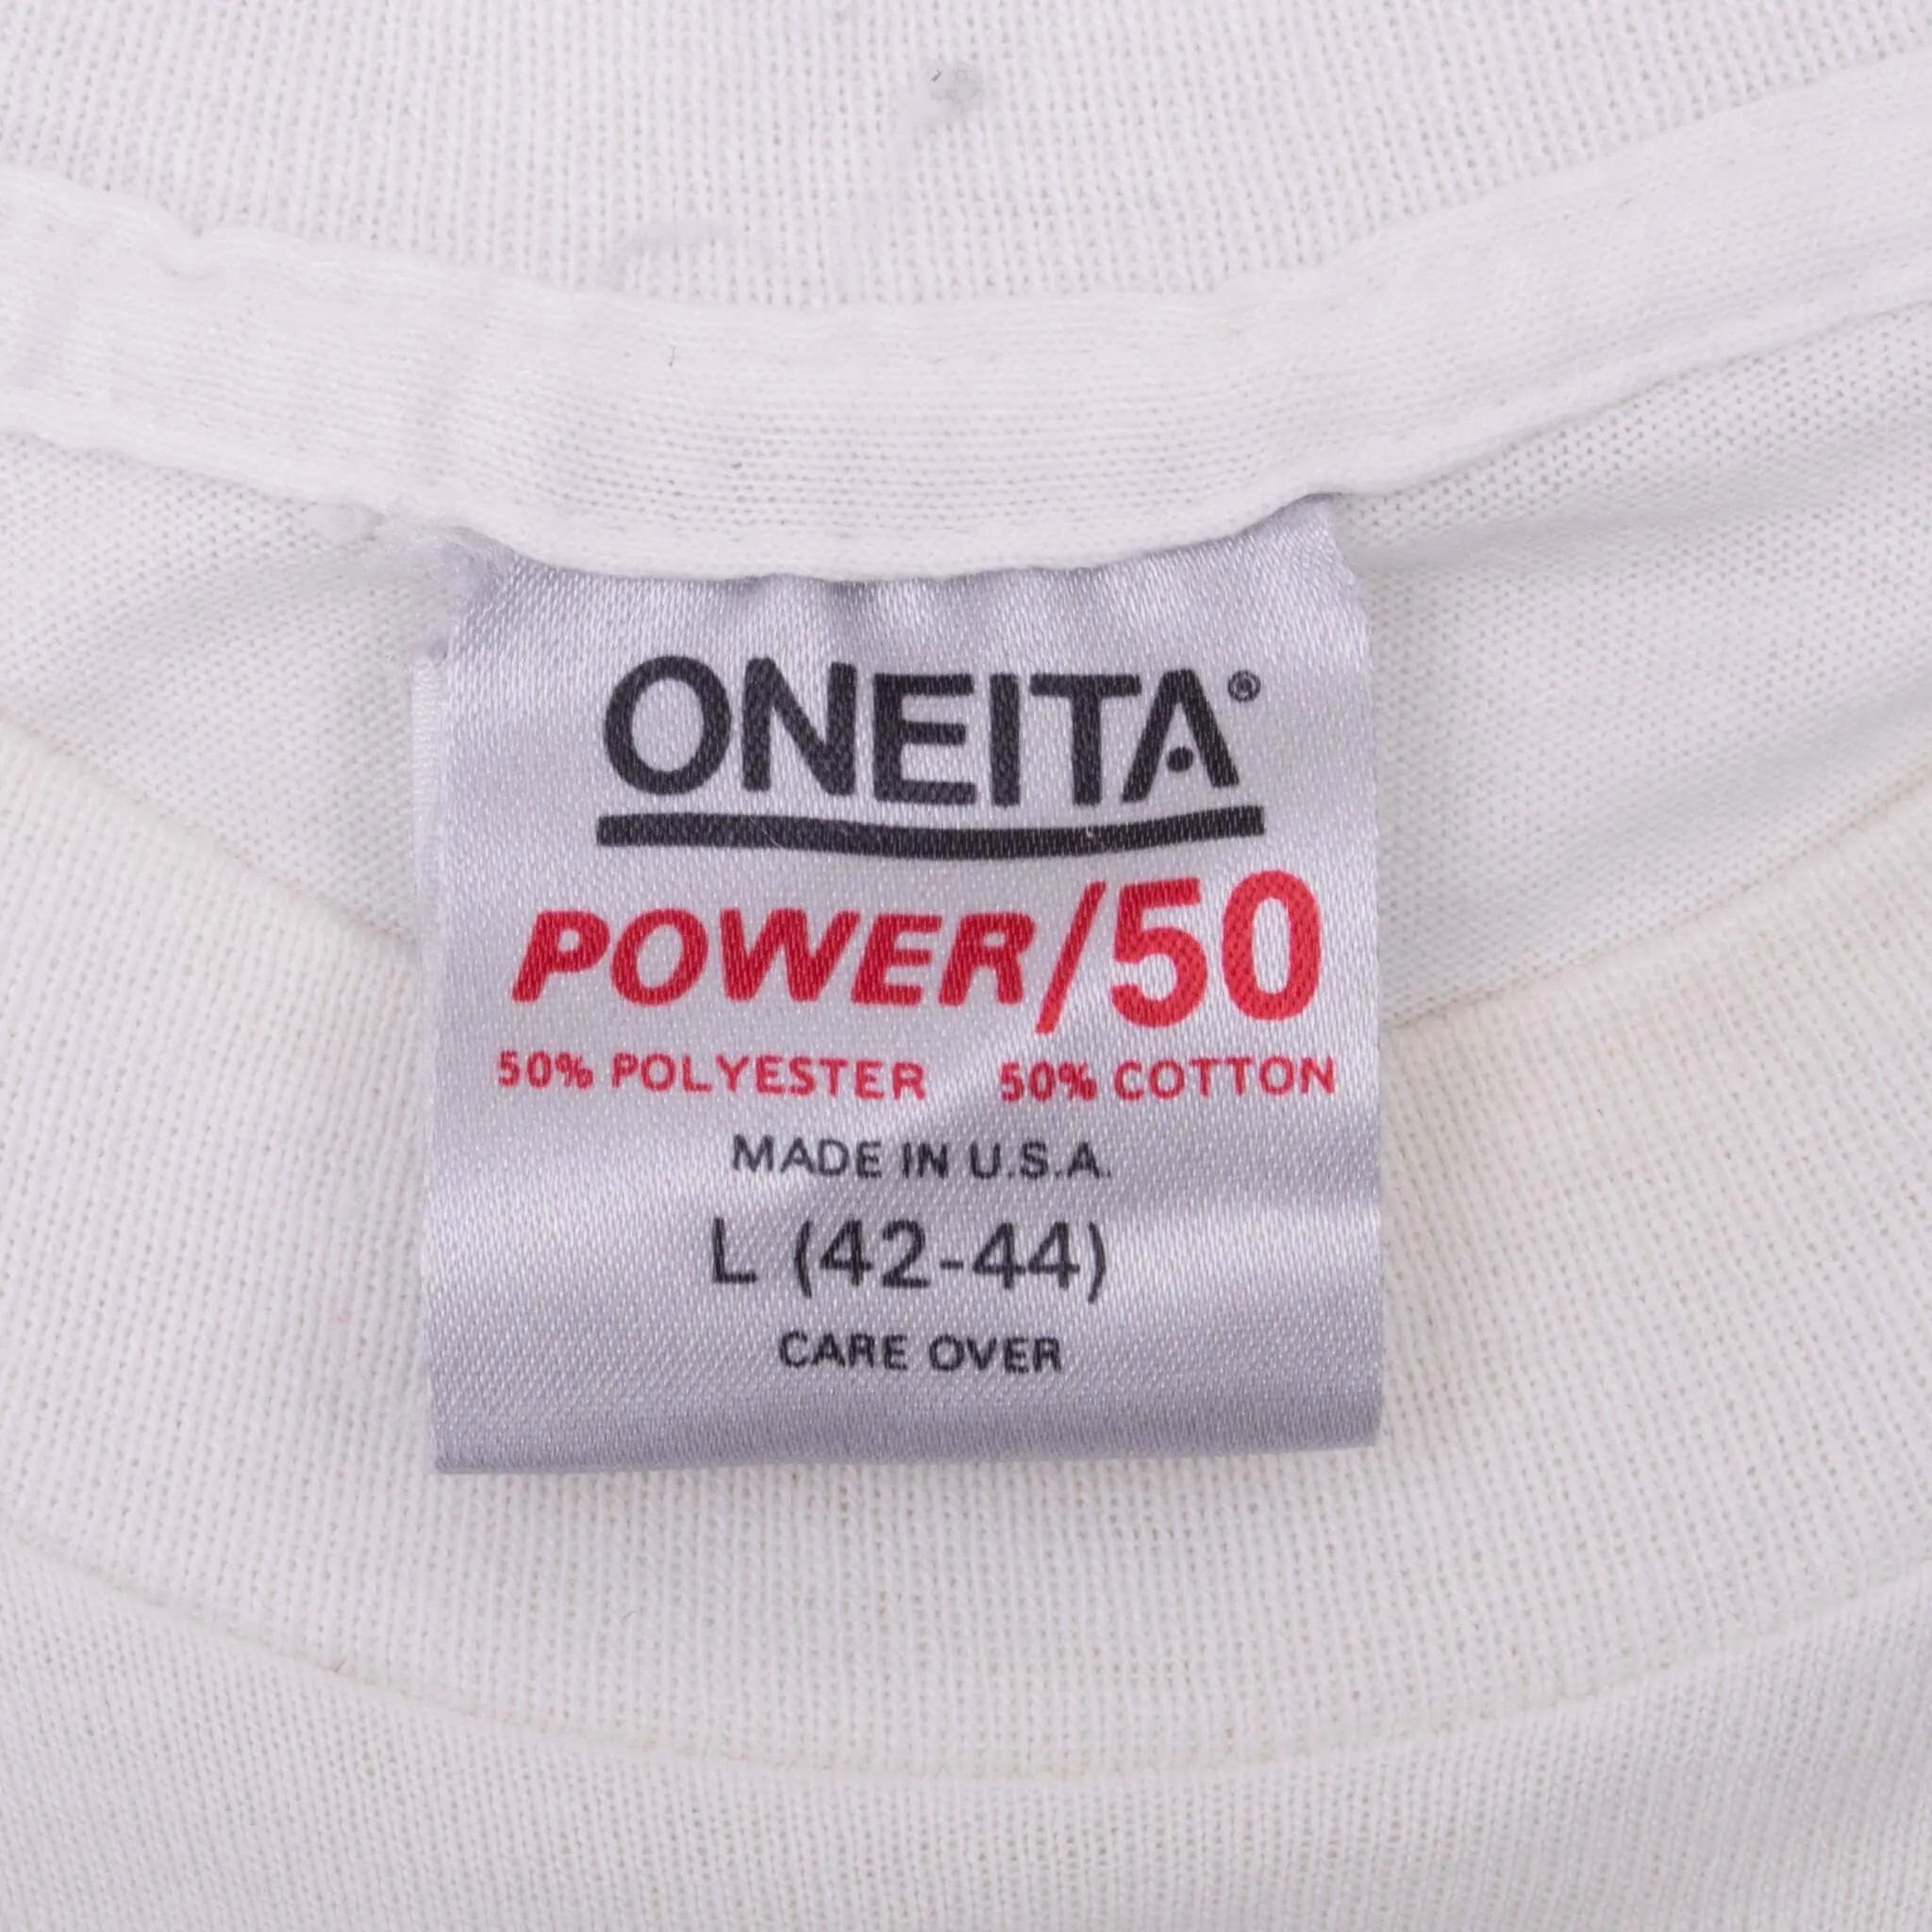 ONEITA®
POWER/50
50% POLYESTER 50% COTTON
MADE IN U.S.A.
L (42-44)
CARE OVER